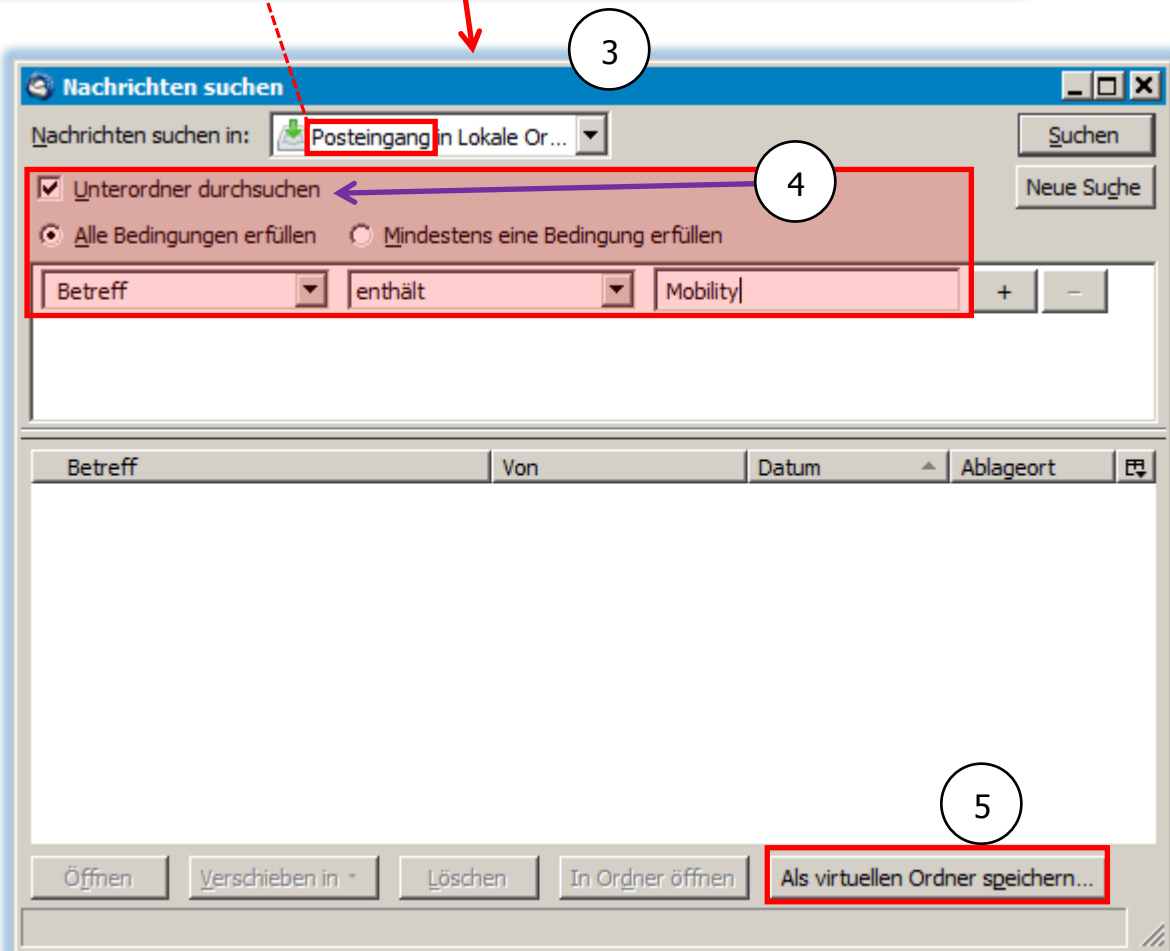 3
Nachrichten suchen
Nachrichten suchen in: Posteingang in Lokale Or... Suchen
4
Unterordner durchsuchen Neue Suche
Alle Bedingungen erfüllen Mindestens eine Bedingung erfüllen
Betreff enthält Mobility + −
Betreff Von Datum Ablageort
5
Öffnen Verschieben in Löschen In Ordner öffnen Als virtuellen Ordner speichern...